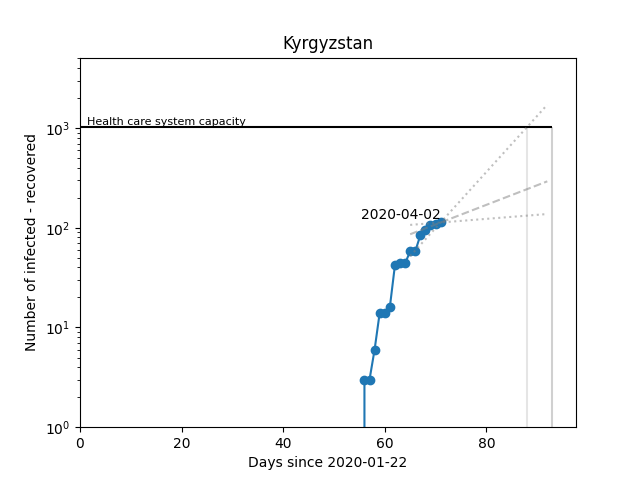 Kyrgyzstan
Number of infected - recovered
10³
10²
10¹
10⁰
Health care system capacity
2020-04-02
0 20 40 60 80
Days since 2020-01-22